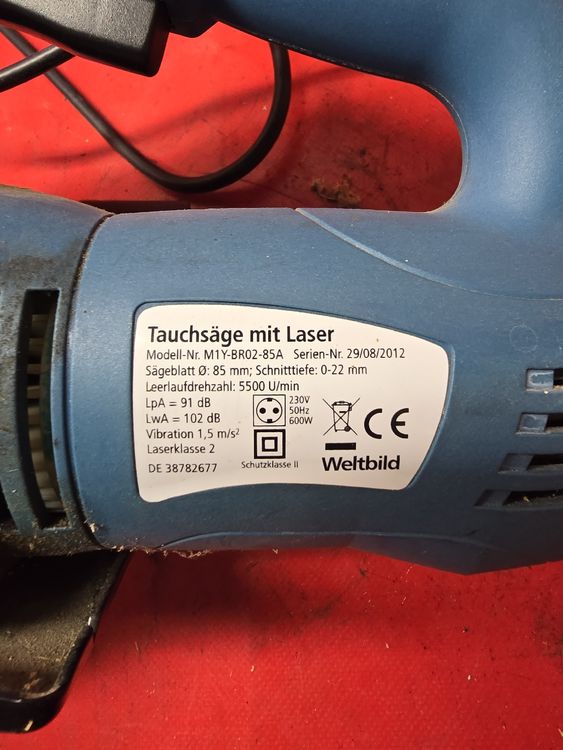 Tauchsäge mit Laser
Modell-Nr. M1Y-BR02-85A Serien-Nr. 29/08/2012
Sägeblatt Ø: 85 mm; Schnitttiefe: 0-22 mm
Leerlaufdrehzahl: 5500 U/min
LpA = 91 dB
LwA = 102 dB
Vibration 1,5 m/s²
Laserklasse 2
DE 38782677
230V
50Hz
600W
Schutzklasse II
CE
Weltbild